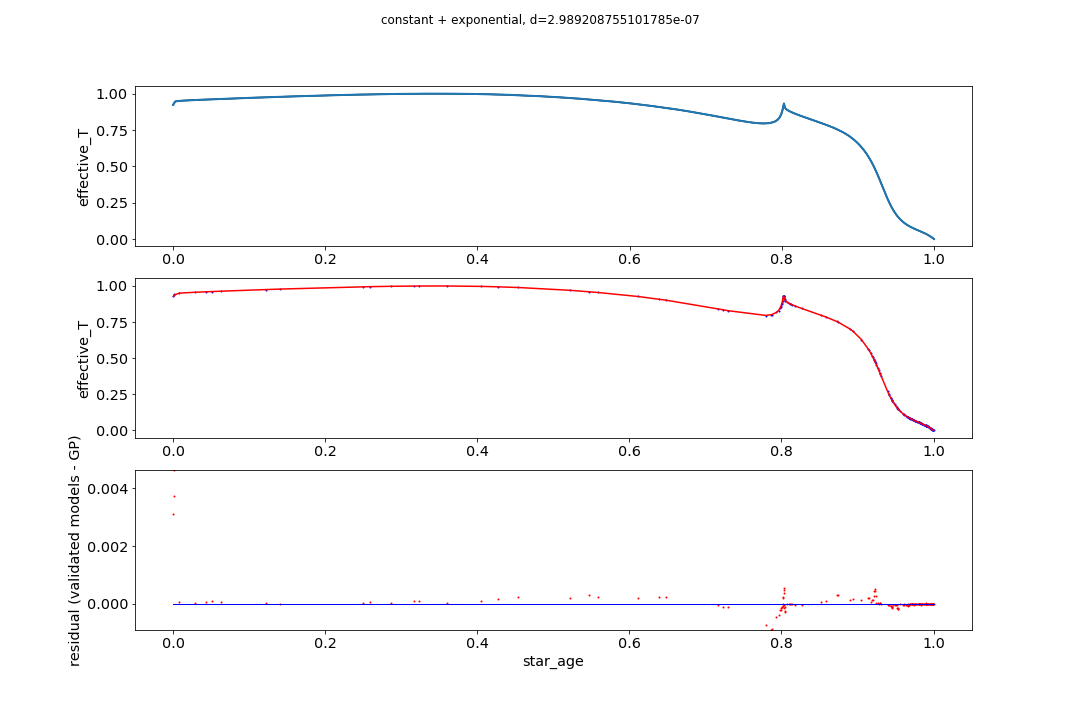 constant + exponential, d=2.989208755101785e-07
effective_T
1.00
0.75
0.50
0.25
0.00
0.0 0.2 0.4 0.6 0.8 1.0
effective_T
1.00
0.75
0.50
0.25
0.00
0.0 0.2 0.4 0.6 0.8 1.0
residual (validated models - GP)
0.004
0.002
0.000
0.0 0.2 0.4 0.6 0.8 1.0
star_age